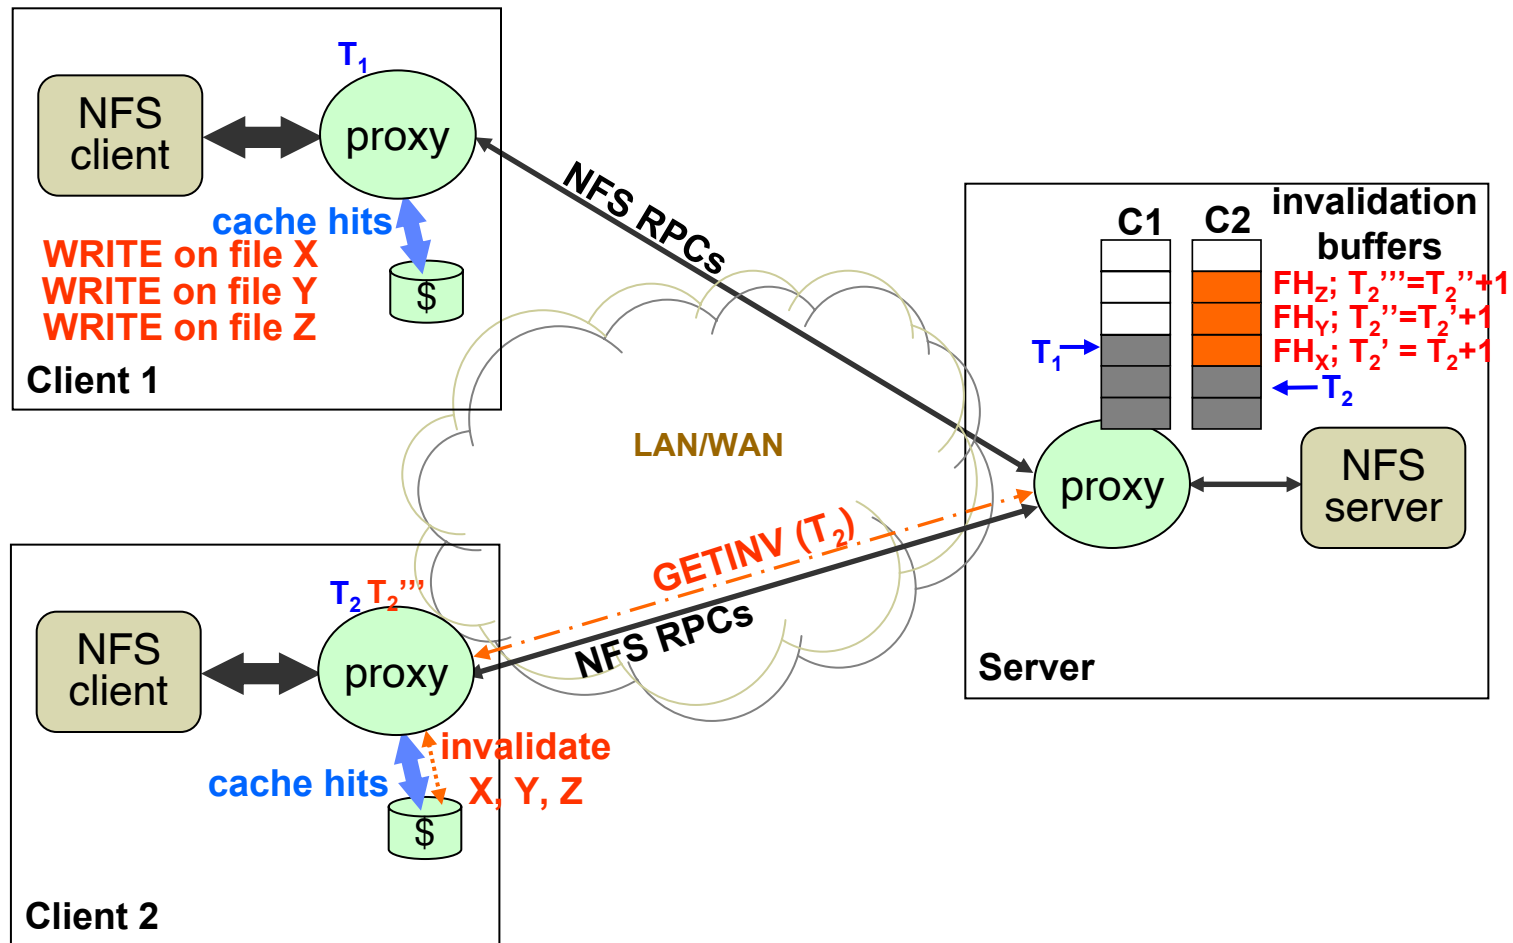 T1
NFS
client
proxy
cache hits
WRITE on file X
WRITE on file Y
WRITE on file Z
$
Client 1
NFS RPCs
LAN/WAN
GETINV (T2)
NFS RPCs
C1
C2
invalidation
buffers
FHZ; T2'''=T2''+1
FHY; T2''=T2'+1
FHX; T2' = T2+1
T1
T2
proxy
NFS
server
Server
T2 T2'''
NFS
client
proxy
cache hits
invalidate
X, Y, Z
$
Client 2